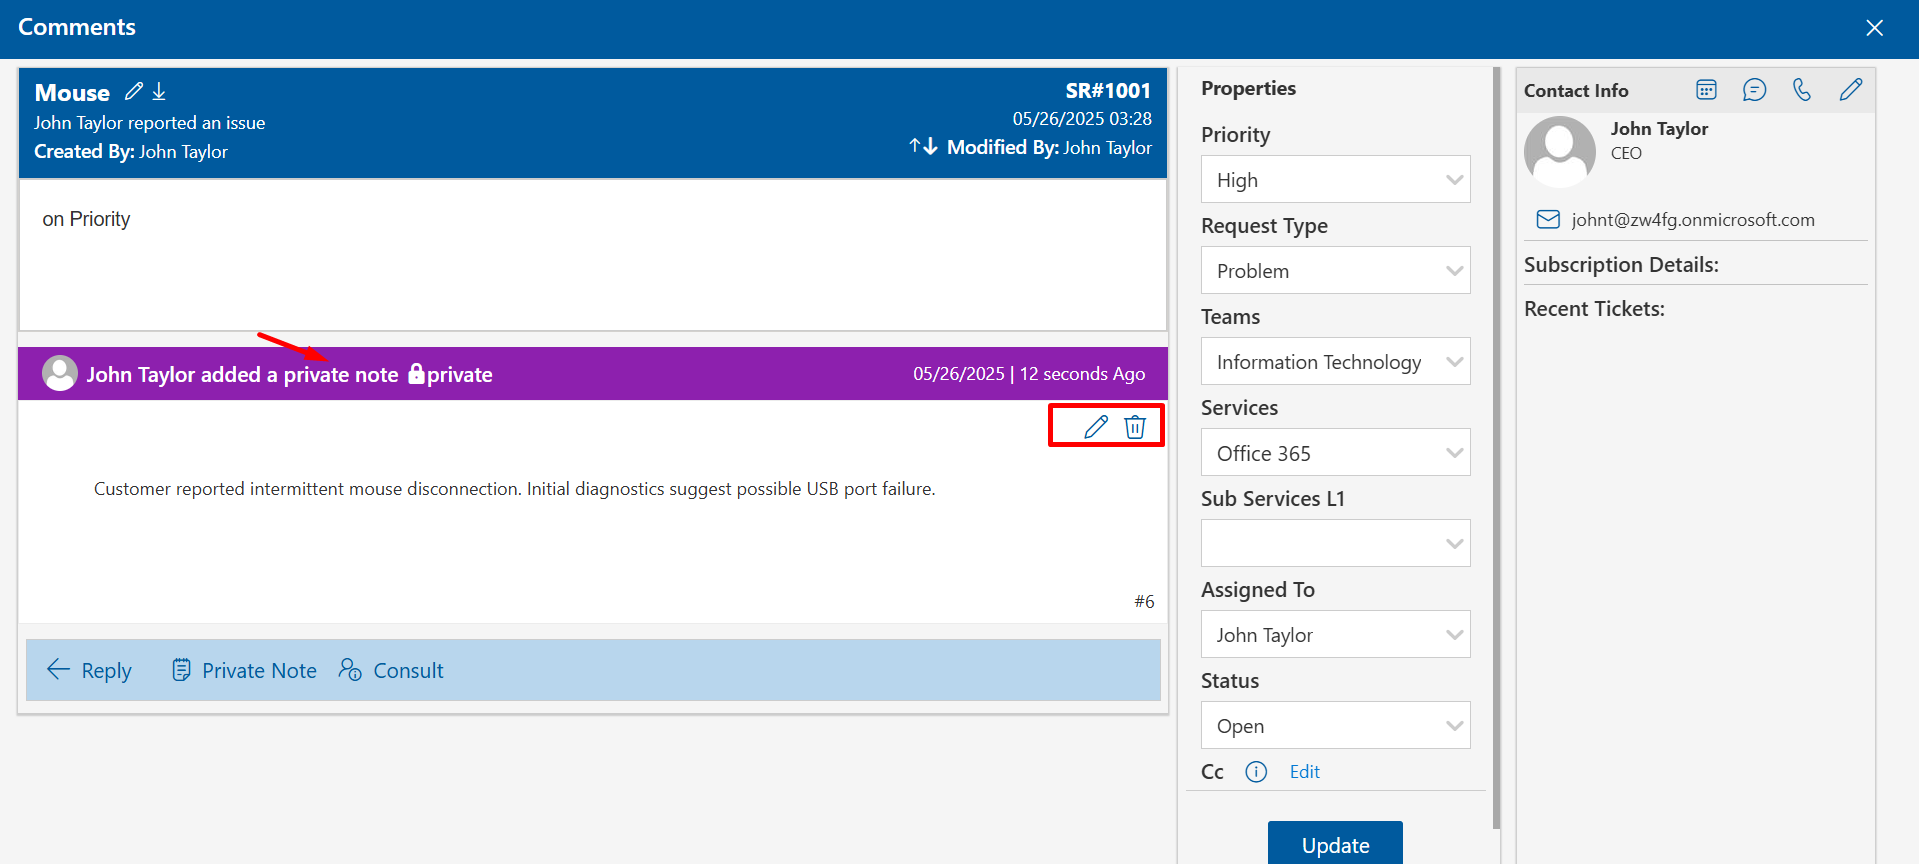 Comments
Mouse
SR#1001
John Taylor reported an issue
05/26/2025 03:28
Created By: John Taylor
Modified By: John Taylor
on Priority
John Taylor added a private note private
05/26/2025 | 12 seconds Ago
Customer reported intermittent mouse disconnection. Initial diagnostics suggest possible USB port failure.
#6
Reply
Private Note
Consult
Properties
Priority
High
Request Type
Problem
Teams
Information Technology
Services
Office 365
Sub Services L1
Assigned To
John Taylor
Status
Open
Cc
Edit
Update
Contact Info
John Taylor
CEO
johnt@zw4fg.onmicrosoft.com
Subscription Details:
Recent Tickets: